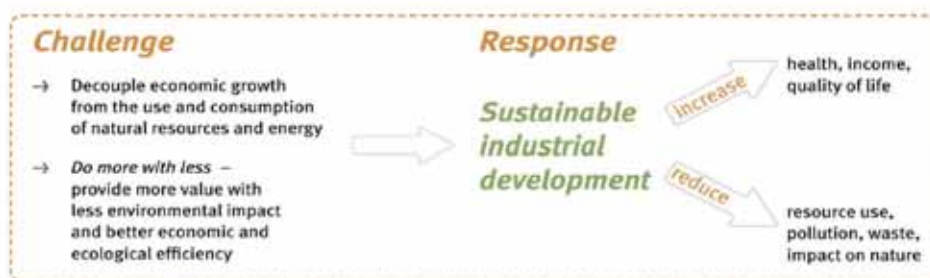 Challenge
→ Decouple economic growth
from the use and consumption
of natural resources and energy
→ Do more with less –
provide more value with
less environmental impact
and better economic and
ecological efficiency
Response
Sustainable
industrial
development
increase
health, income,
quality of life
reduce
resource use,
pollution, waste,
impact on nature